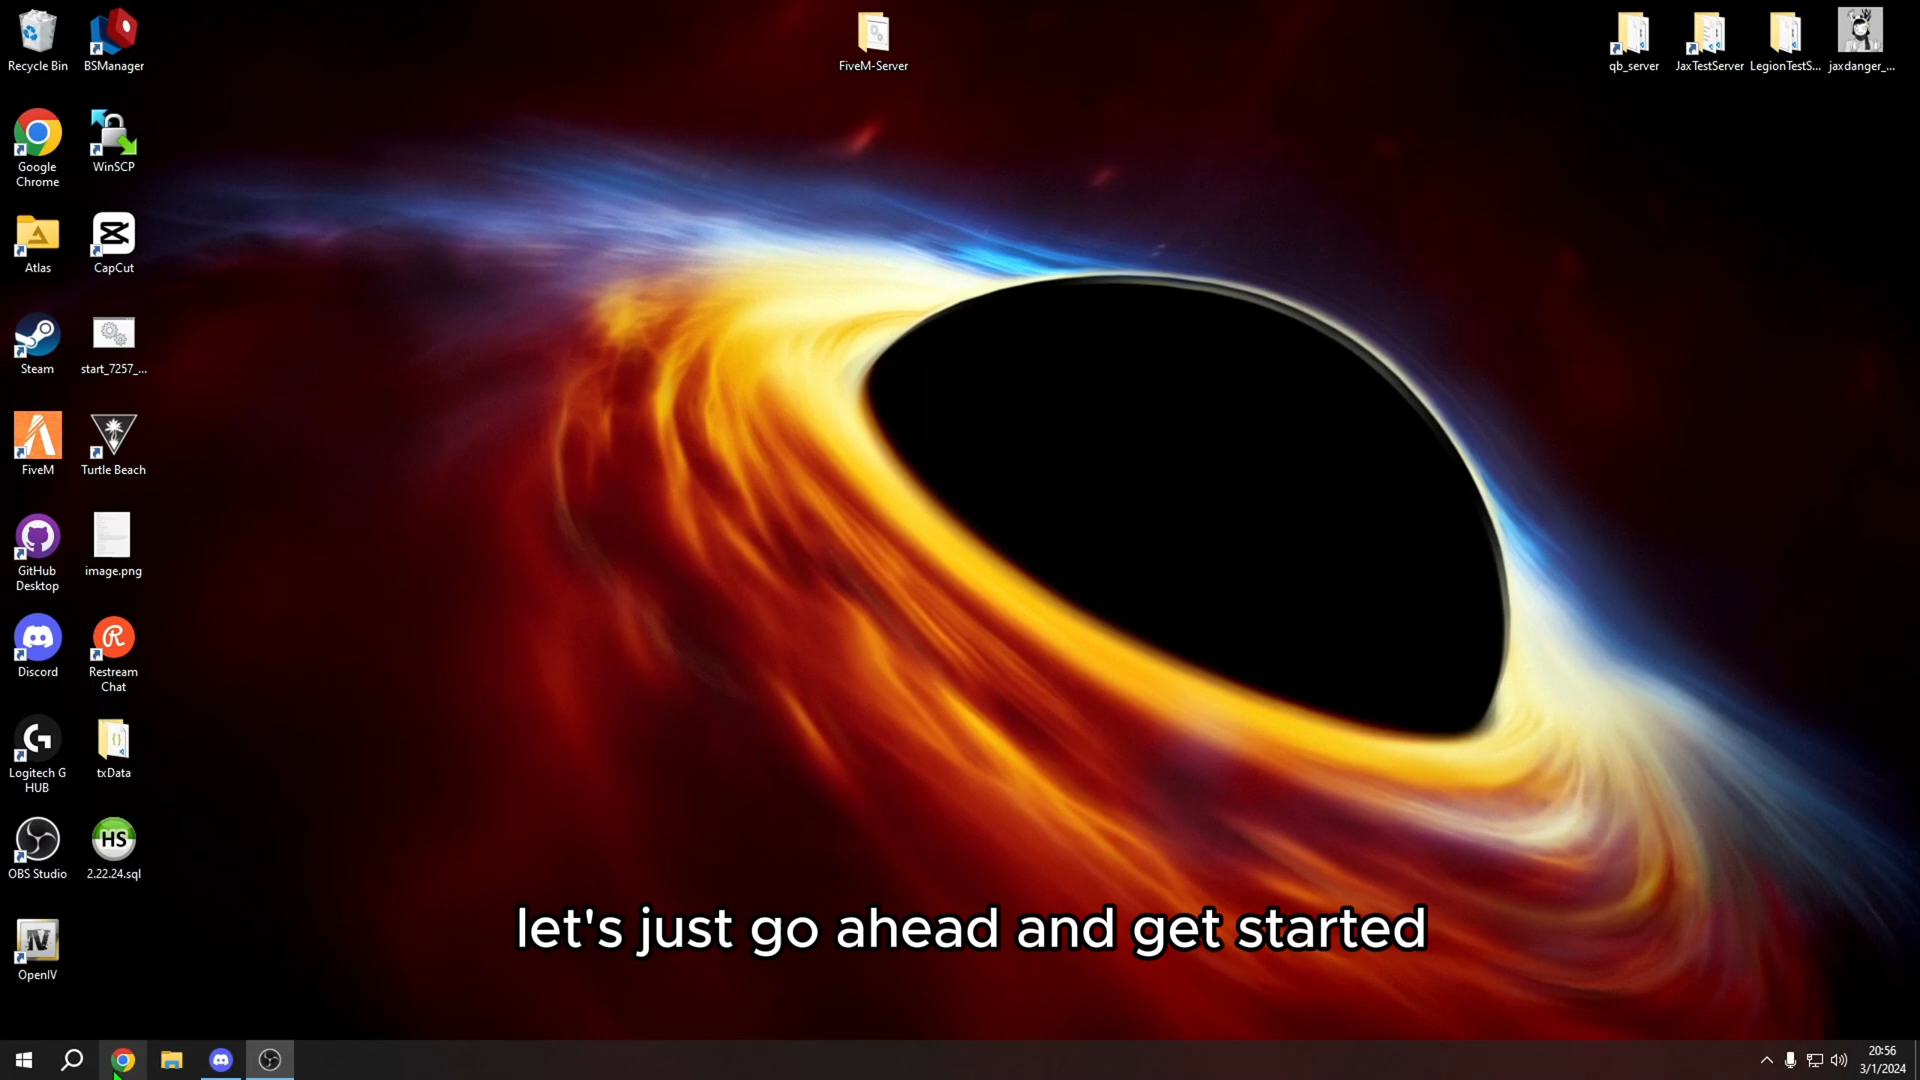 Recycle Bin
BSManager
FiveM-Server
qb_server
JaxTestServer
LegionTestS...
jaxdanger_...
Google
Chrome
WinSCP
Atlas
CapCut
Steam
start_7257_...
FiveM
Turtle Beach
GitHub
Desktop
image.png
Discord
Restream
Chat
Logitech G
HUB
txData
OBS Studio
HS
2.22.24.sql
OpenIV
let's just go ahead and get started
20:56
3/1/2024